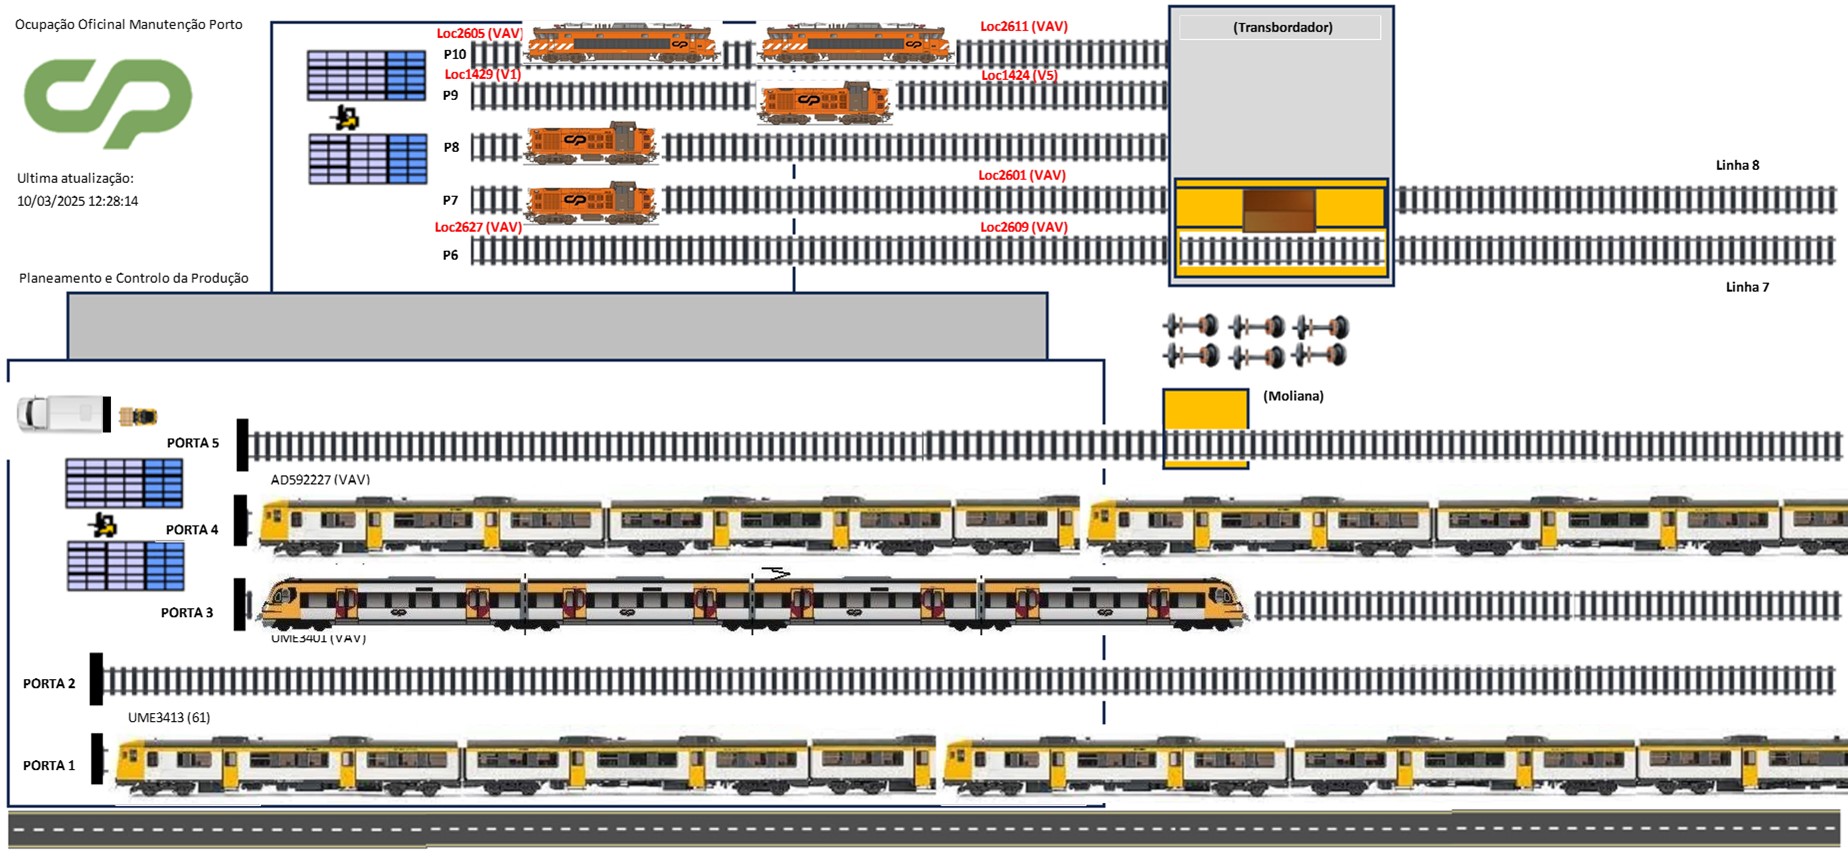 Ocupação Oficinal Manutenção Porto
Ultima atualização:
10/03/2025 12:28:14
Planeamento e Controlo da Produção
Loc2605 (VAV)
Loc2611 (VAV)
P10
Loc1429 (V1)
Loc1424 (V5)
P9
P8
Loc2601 (VAV)
P7
Loc2627 (VAV)
Loc2609 (VAV)
P6
(Transbordador)
Linha 8
Linha 7
(Moliana)
PORTA 5
AD592227 (VAV)
PORTA 4
PORTA 3
UME3401 (VAV)
PORTA 2
UME3413 (61)
PORTA 1